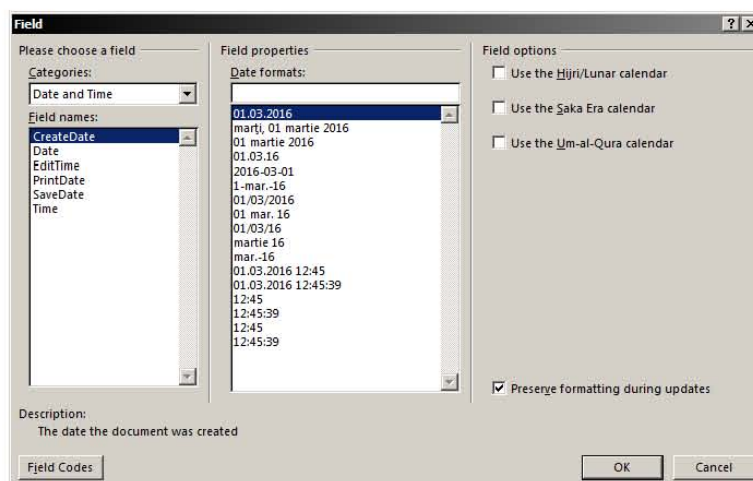 Field
Please choose a field
Categories:
Date and Time
Field names:
CreateDate
Date
EditTime
PrintDate
SaveDate
Time
Field properties
Date formats:
01.03.2016
marți, 01 martie 2016
01 martie 2016
01.03.16
2016-03-01
1-mar.-16
01/03/2016
01 mar. 16
01/03/16
martie 16
mar.-16
01.03.2016 12:45
01.03.2016 12:45:39
12:45
12:45:39
12:45
12:45:39
Field options
Use the Hijri/Lunar calendar
Use the Saka Era calendar
Use the Um-al-Qura calendar
Preserve formatting during updates
Description:
The date the document was created
Field Codes
OK
Cancel